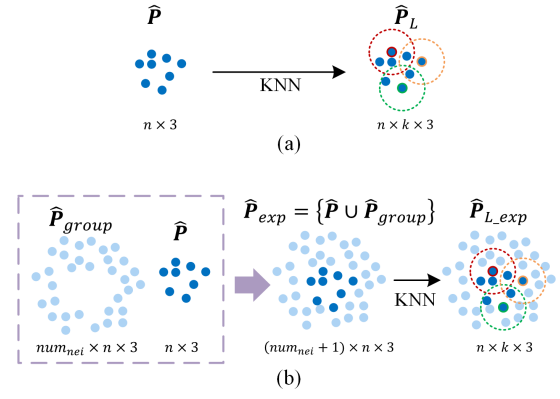 P̂
P̂_L
KNN
n × 3
n × k × 3
(a)
P̂_group
P̂
P̂_exp = {P̂ ∪ P̂_group}
P̂_L_exp
KNN
num_nei × n × 3
n × 3
(num_nei + 1) × n × 3
n × k × 3
(b)